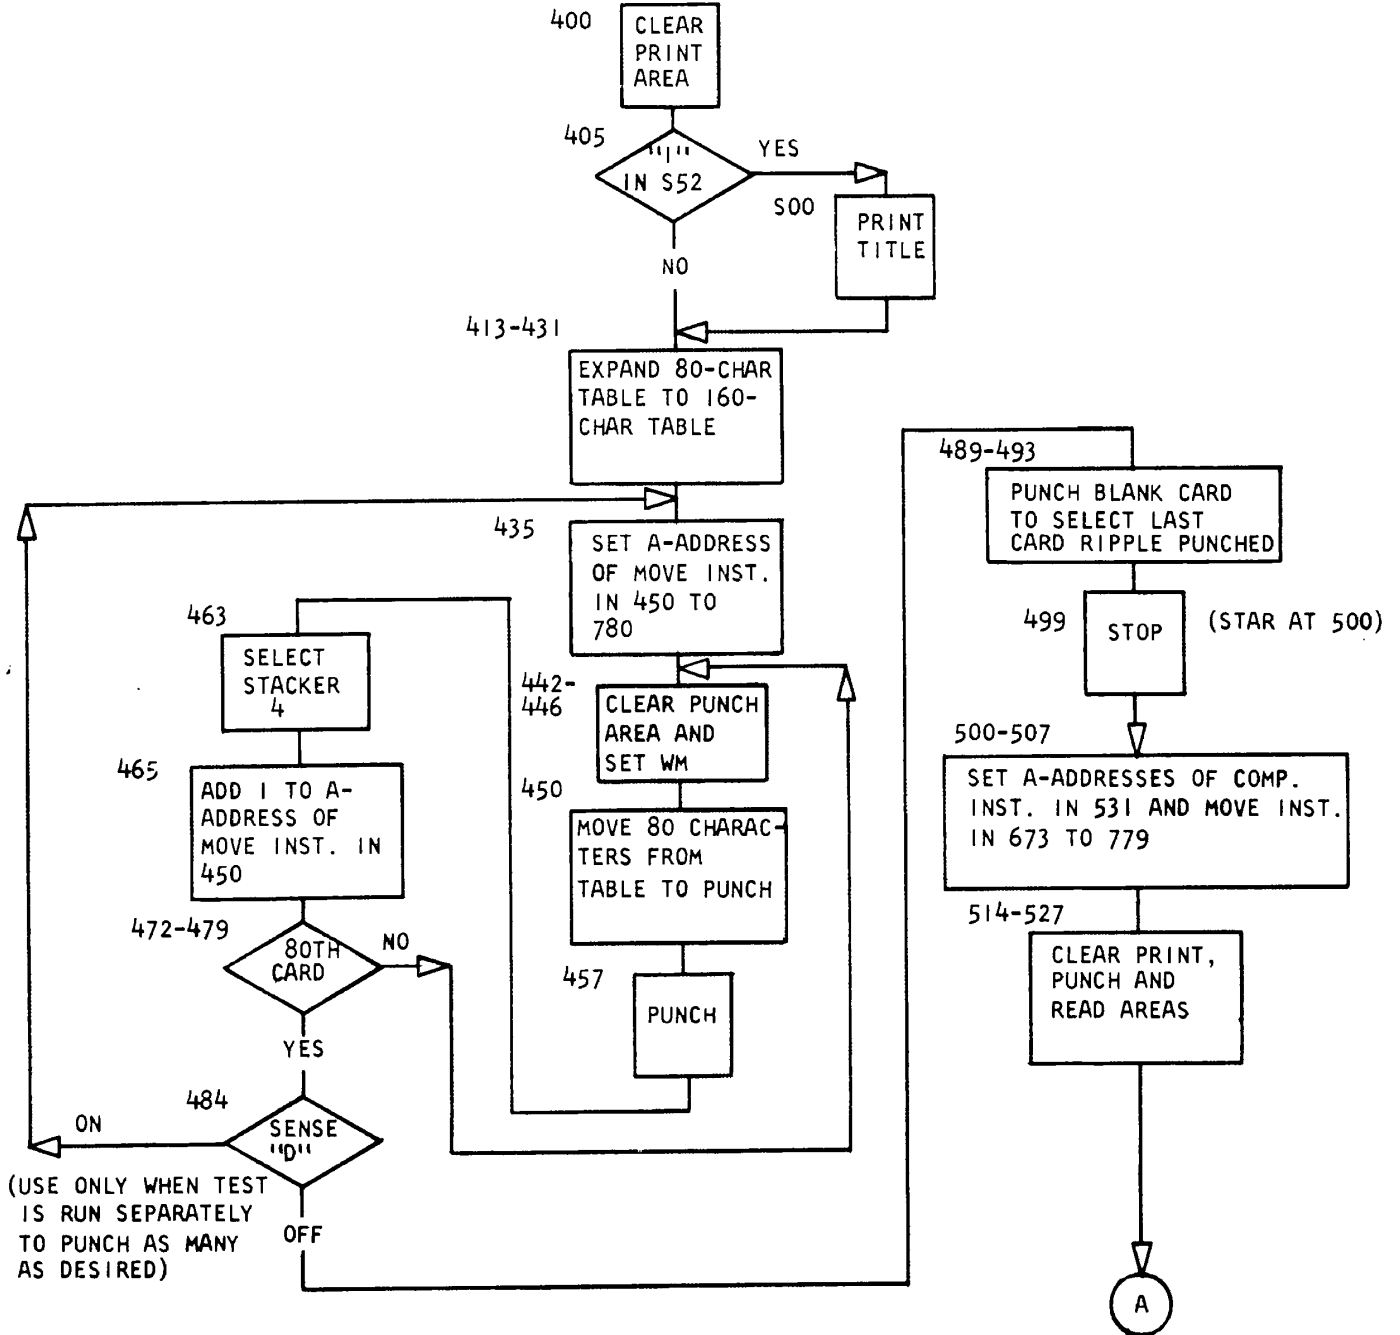 400
CLEAR
PRINT
AREA
405
"1"
IN S52
YES
NO
S00
PRINT
TITLE
413-431
EXPAND 80-CHAR
TABLE TO 160-
CHAR TABLE
435
SET A-ADDRESS
OF MOVE INST.
IN 450 TO
780
442-
446
CLEAR PUNCH
AREA AND
SET WM
450
MOVE 80 CHARAC-
TERS FROM
TABLE TO PUNCH
457
PUNCH
463
SELECT
STACKER
4
465
ADD 1 TO A-
ADDRESS OF
MOVE INST. IN
450
472-479
80TH
CARD
NO
YES
484
SENSE
"D"
ON
(USE ONLY WHEN TEST
IS RUN SEPARATELY
TO PUNCH AS MANY
AS DESIRED)
OFF
489-493
PUNCH BLANK CARD
TO SELECT LAST
CARD RIPPLE PUNCHED
499
STOP
(STAR AT 500)
500-507
SET A-ADDRESSES OF COMP.
INST. IN 531 AND MOVE INST.
IN 673 TO 779
514-527
CLEAR PRINT,
PUNCH AND
READ AREAS
A